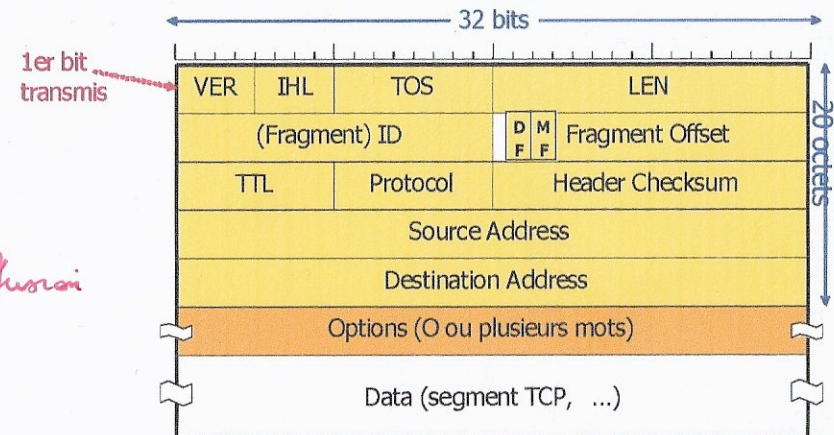 32 bits
1er bit
transmis
VER IHL TOS LEN
(Fragment) ID D M Fragment Offset
F F
TTL Protocol Header Checksum
20 octets
Source Address
Destination Address
Options (O ou plusieurs mots)
Data (segment TCP, ...)